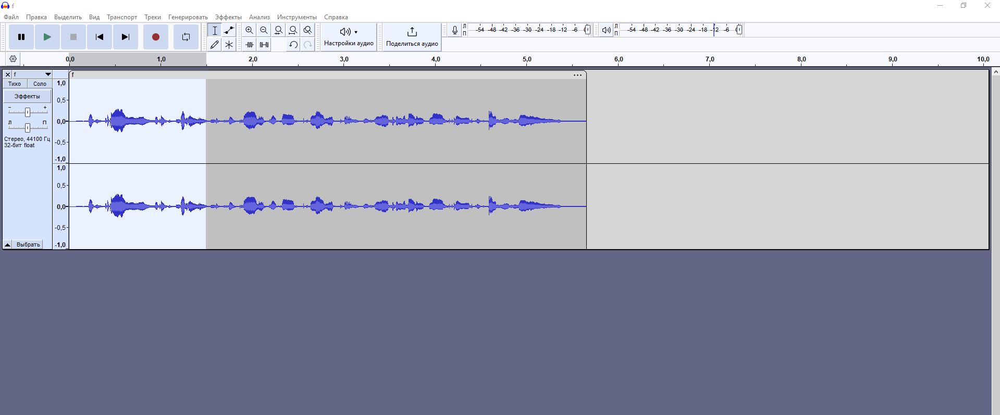 f
Файл Правка Выделить Вид Транспорт Треки Генерировать Эффекты Анализ Инструменты Справка
Л -54 -48 -42 -36 -30 -24 -18 -12 -6 0
П
Л -54 -48 -42 -36 -30 -24 -18 -12 -6 0
П
Настройки аудио
Поделиться аудио
0,0 1,0 2,0 3,0 4,0 5,0 6,0 7,0 8,0 9,0 10,0
f
f
Тихо Соло
Эффекты
- +
Л П
Стерео, 44100 Гц
32-бит float
Выбрать
1,0
0,5
0,0
-0,5
-1,0
1,0
0,5
0,0
-0,5
-1,0